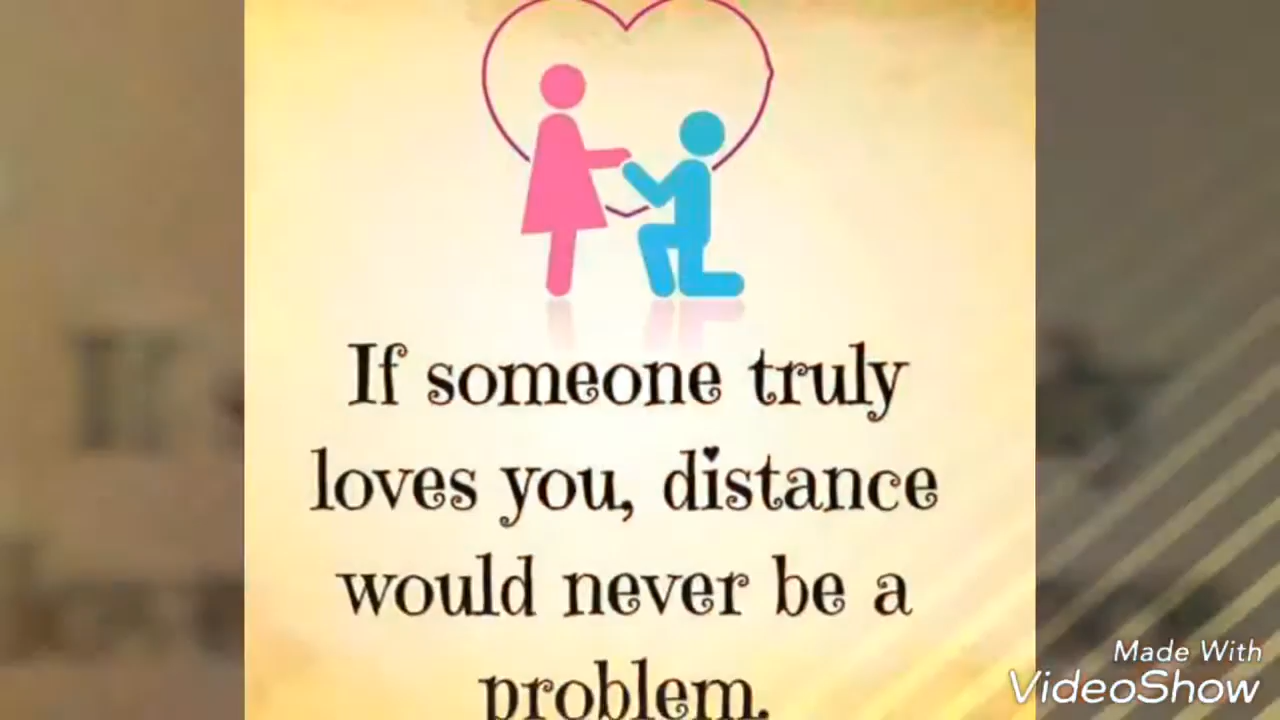 If someone truly
loves you, distance
would never be a
problem.
Made With
VideoShow